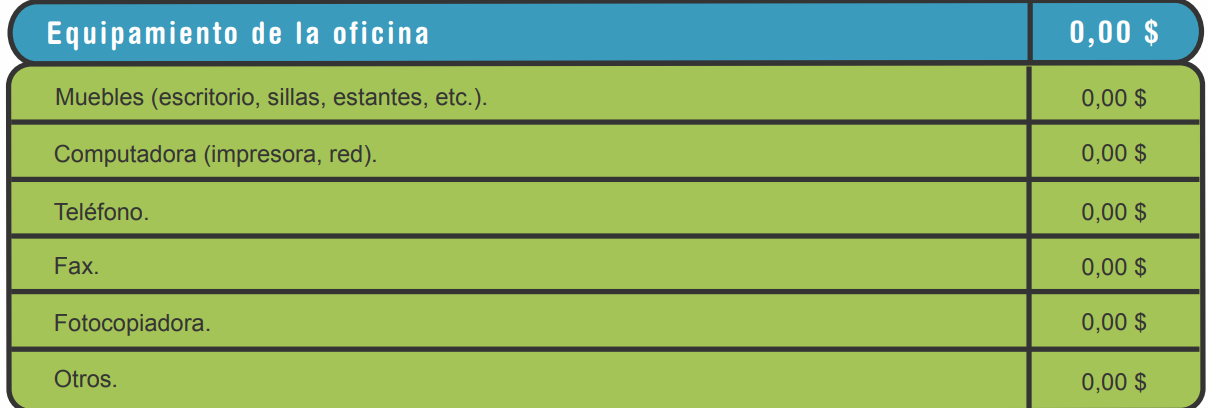 Equipamiento de la oficina 0,00 $
Muebles (escritorio, sillas, estantes, etc.). 0,00 $
Computadora (impresora, red). 0,00 $
Teléfono. 0,00 $
Fax. 0,00 $
Fotocopiadora. 0,00 $
Otros. 0,00 $